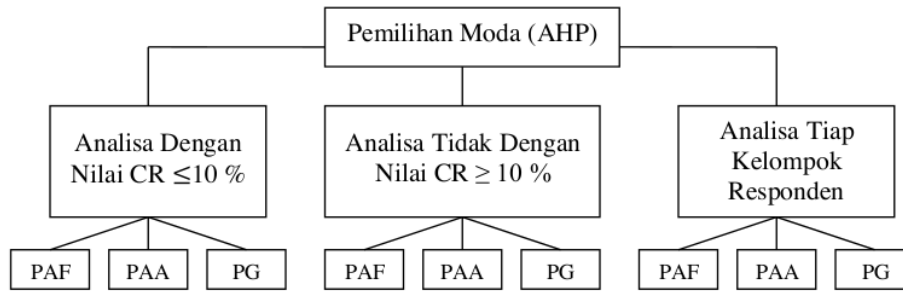 Pemilihan Moda (AHP)
Analisa Dengan
Nilai CR ≤10 %
Analisa Tidak Dengan
Nilai CR ≥ 10 %
Analisa Tiap
Kelompok
Responden
PAF
PAA
PG
PAF
PAA
PG
PAF
PAA
PG